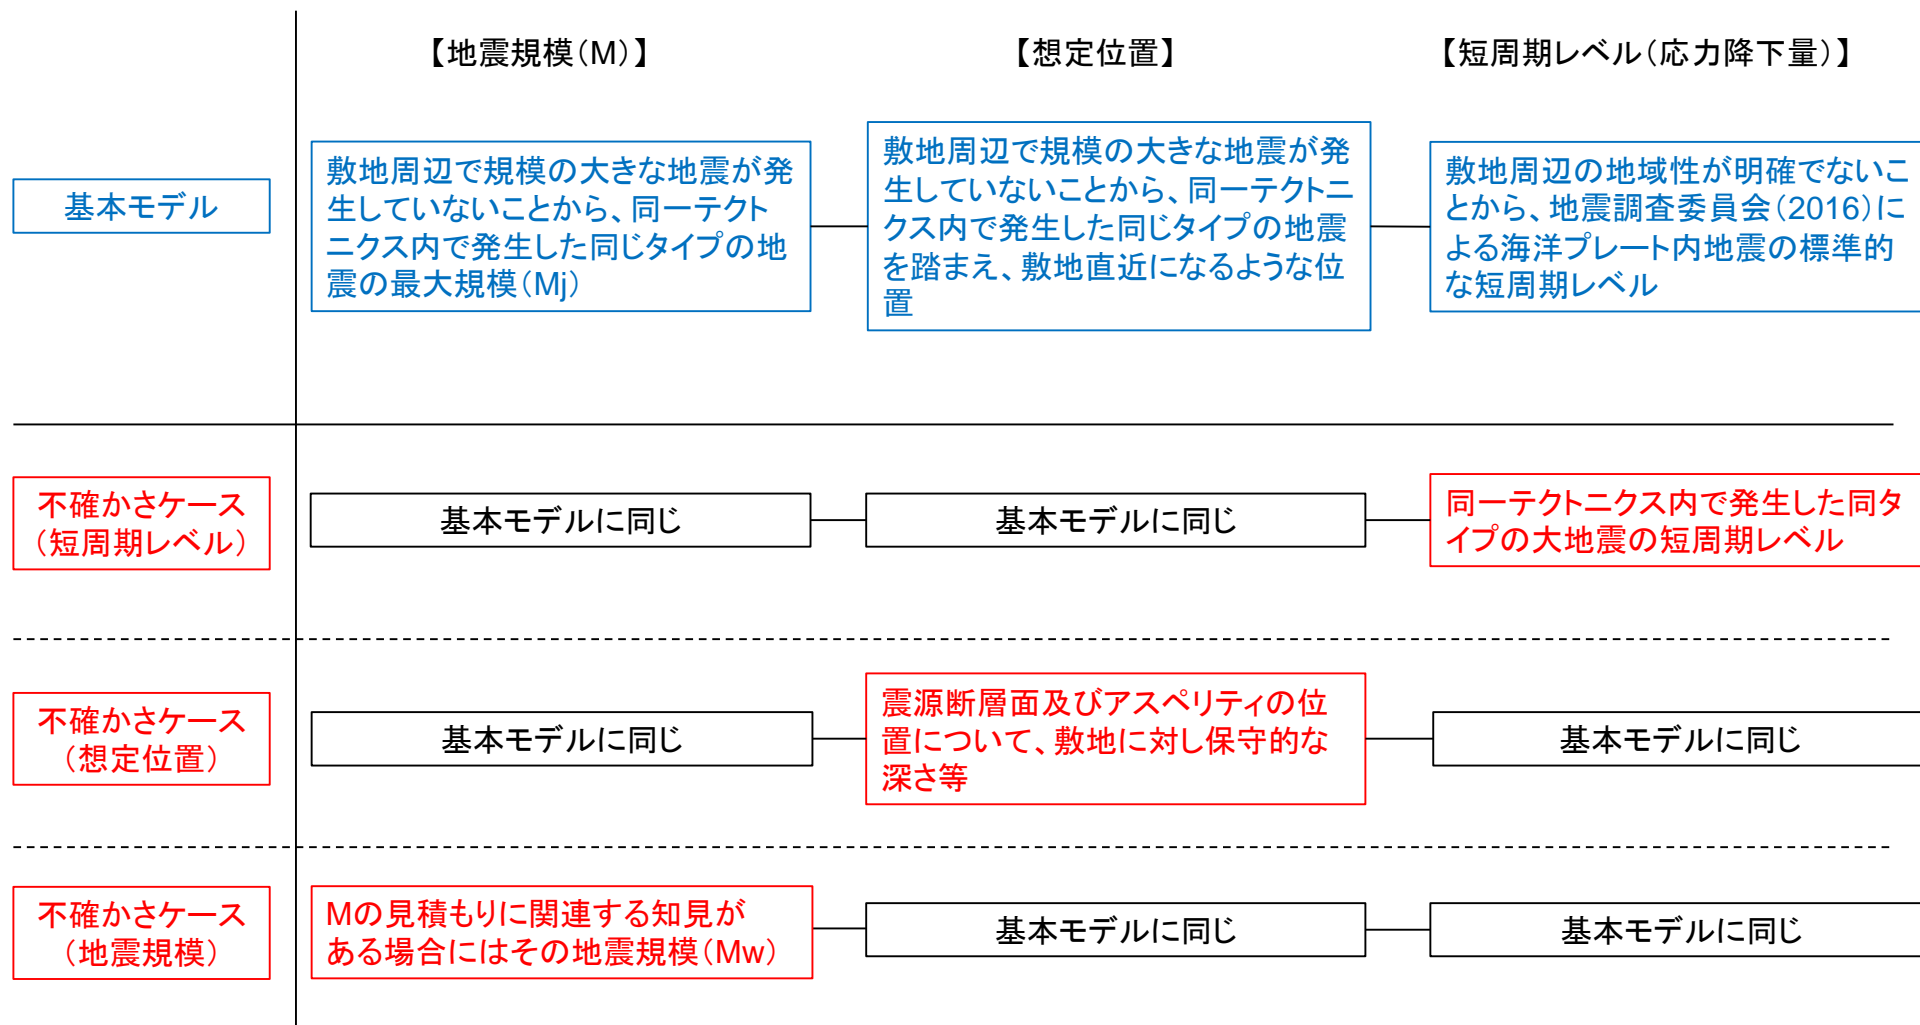 【地震規模(M)】
【想定位置】
【短周期レベル(応力降下量)】
基本モデル
敷地周辺で規模の大きな地震が発
生していないことから、同一テクト
ニクス内で発生した同じタイプの地
震の最大規模(Mj)
敷地周辺で規模の大きな地震が発
生していないことから、同一テクトニ
クス内で発生した同じタイプの地震
を踏まえ、敷地直近になるような位
置
敷地周辺の地域性が明確でないこ
とから、地震調査委員会(2016)に
よる海洋プレート内地震の標準的
な短周期レベル
不確かさケース
(短周期レベル)
基本モデルに同じ
基本モデルに同じ
同一テクトニクス内で発生した同タ
イプの大地震の短周期レベル
不確かさケース
(想定位置)
基本モデルに同じ
震源断層面及びアスペリティの位
置について、敷地に対し保守的な
深さ等
基本モデルに同じ
不確かさケース
(地震規模)
Mの見積もりに関連する知見が
ある場合にはその地震規模(Mw)
基本モデルに同じ
基本モデルに同じ